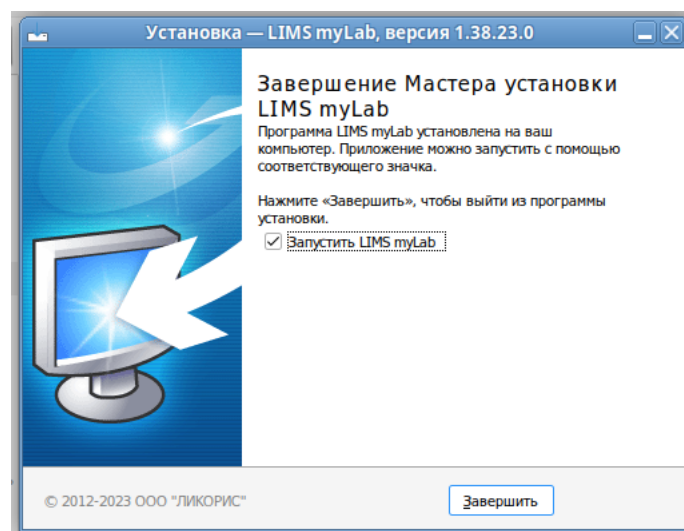 Установка — LIMS myLab, версия 1.38.23.0
Завершение Мастера установки
LIMS myLab
Программа LIMS myLab установлена на ваш
компьютер. Приложение можно запустить с помощью
соответствующего значка.
Нажмите «Завершить», чтобы выйти из программы
установки.
Запустить LIMS myLab
© 2012-2023 ООО "ЛИКОРИС"
Завершить